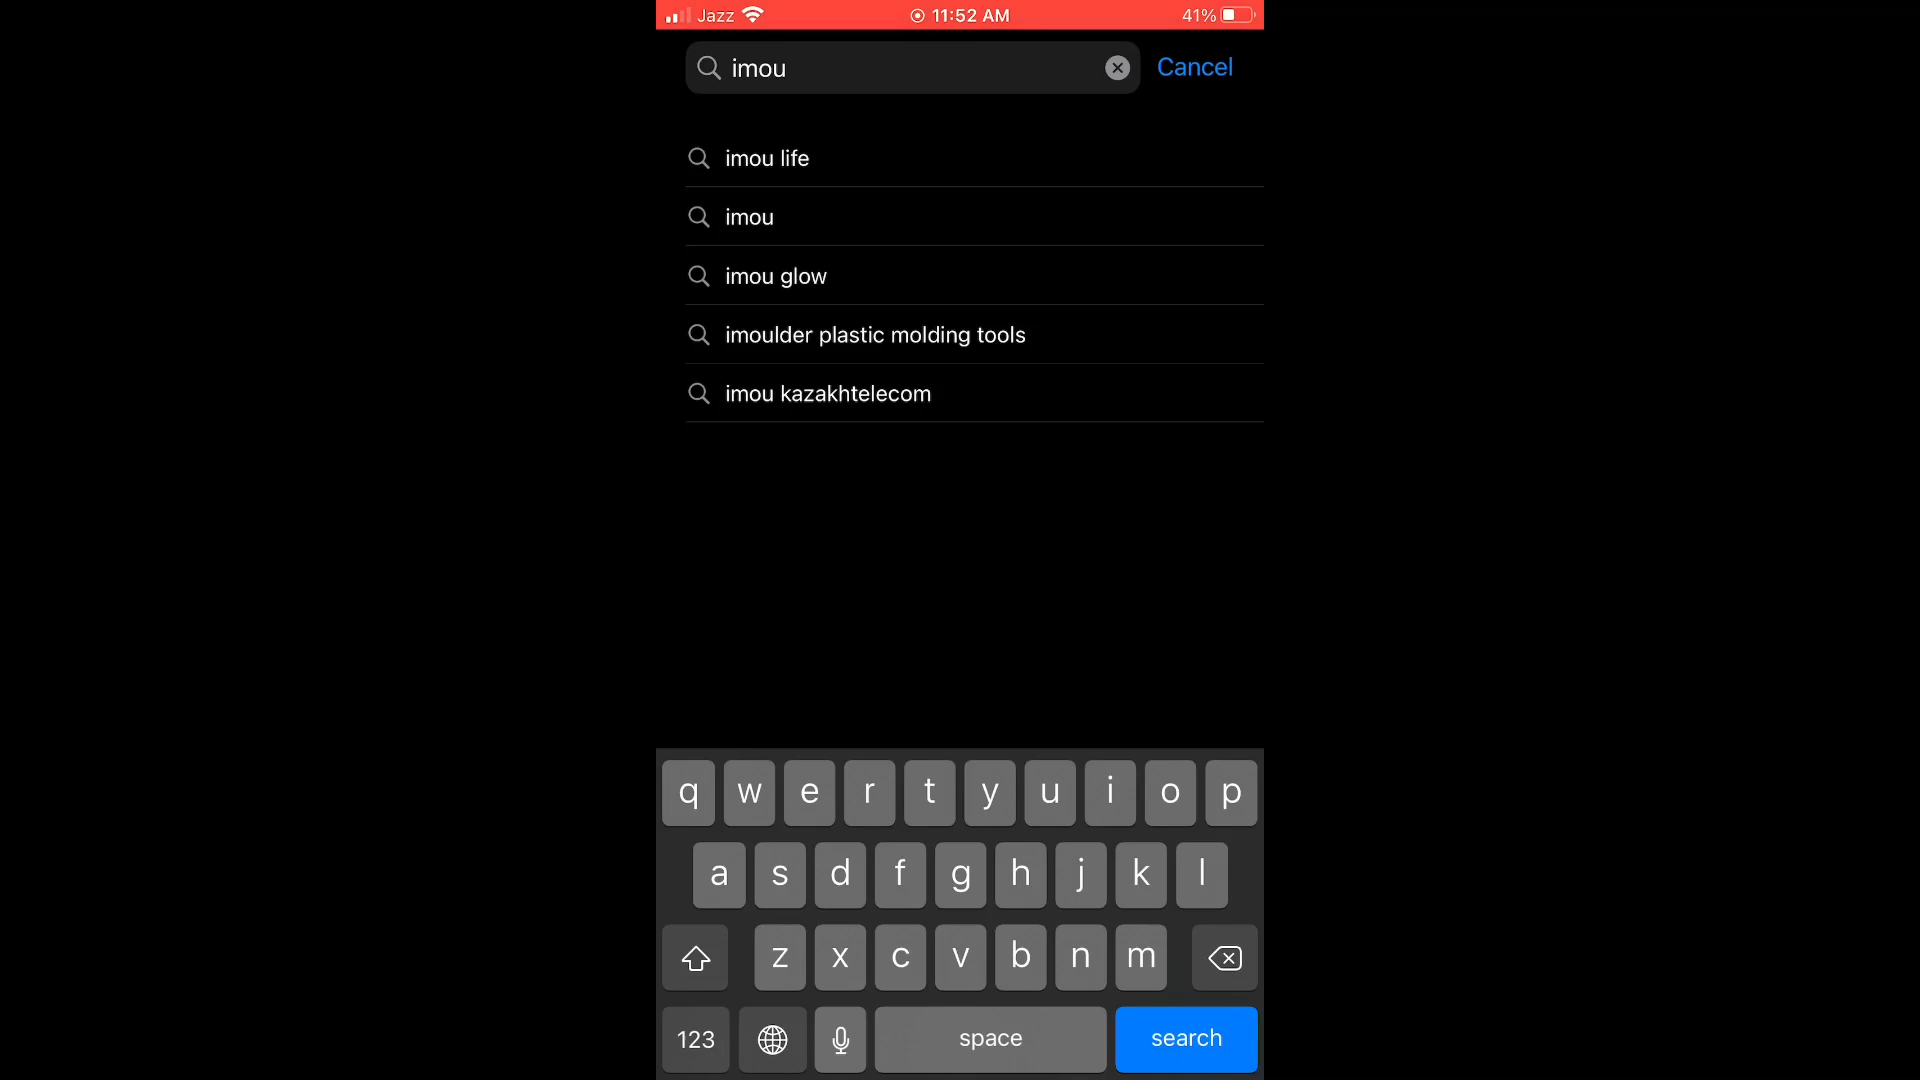 Jazz 11:52 AM 41%
imou Cancel
imou life
imou
imou glow
imoulder plastic molding tools
imou kazakhtelecom
q w e r t y u i o p
a s d f g h j k l
z x c v b n m
123 space search